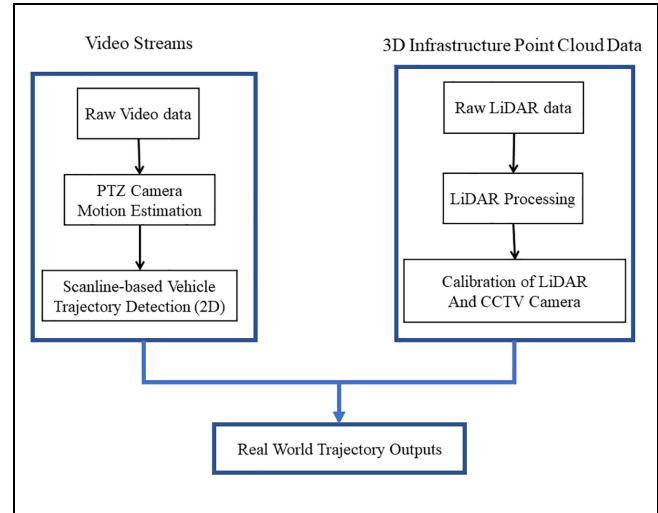 Video Streams
Raw Video data
PTZ Camera
Motion Estimation
Scanline-based Vehicle
Trajectory Detection (2D)
3D Infrastructure Point Cloud Data
Raw LiDAR data
LiDAR Processing
Calibration of LiDAR
And CCTV Camera
Real World Trajectory Outputs